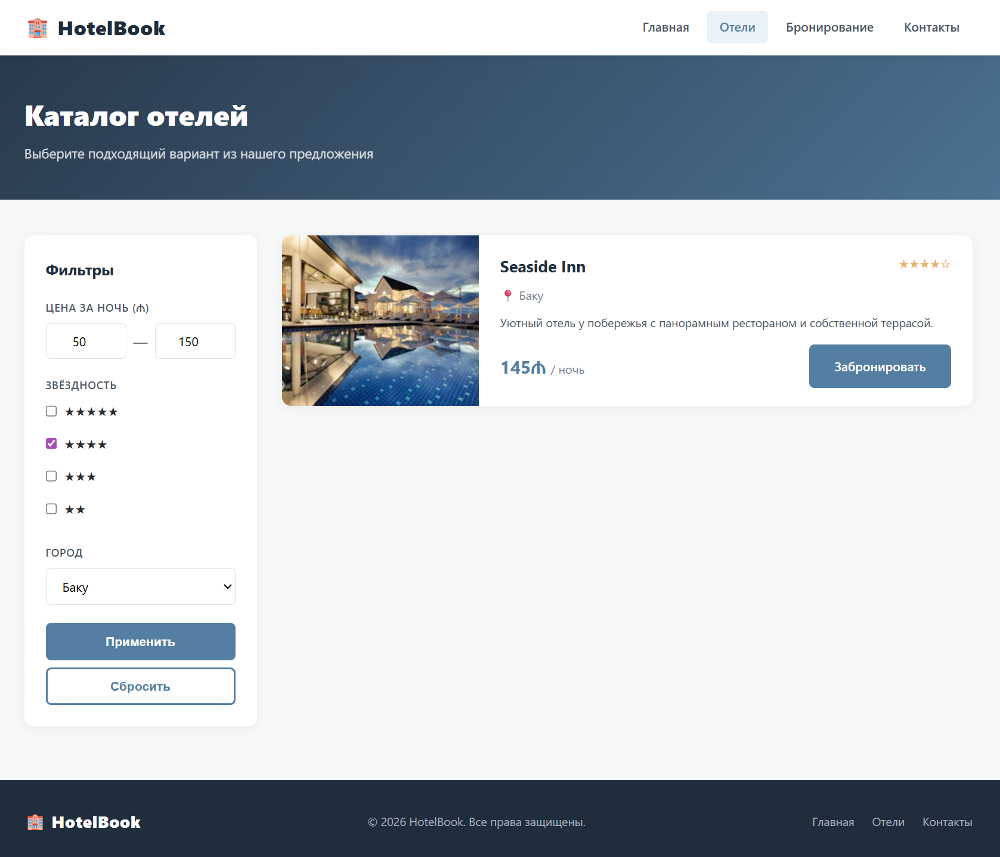 HotelBook
Главная Отели Бронирование Контакты
Каталог отелей
Выберите подходящий вариант из нашего предложения
Фильтры
ЦЕНА ЗА НОЧЬ (₼)
50 — 150
ЗВЁЗДНОСТЬ
★★★★★
★★★★
★★★
★★
ГОРОД
Баку
Применить
Сбросить
Seaside Inn ★★★★☆
Баку
Уютный отель у побережья с панорамным рестораном и собственной террасой.
145₼ / ночь
Забронировать
HotelBook
© 2026 HotelBook. Все права защищены.
Главная Отели Контакты